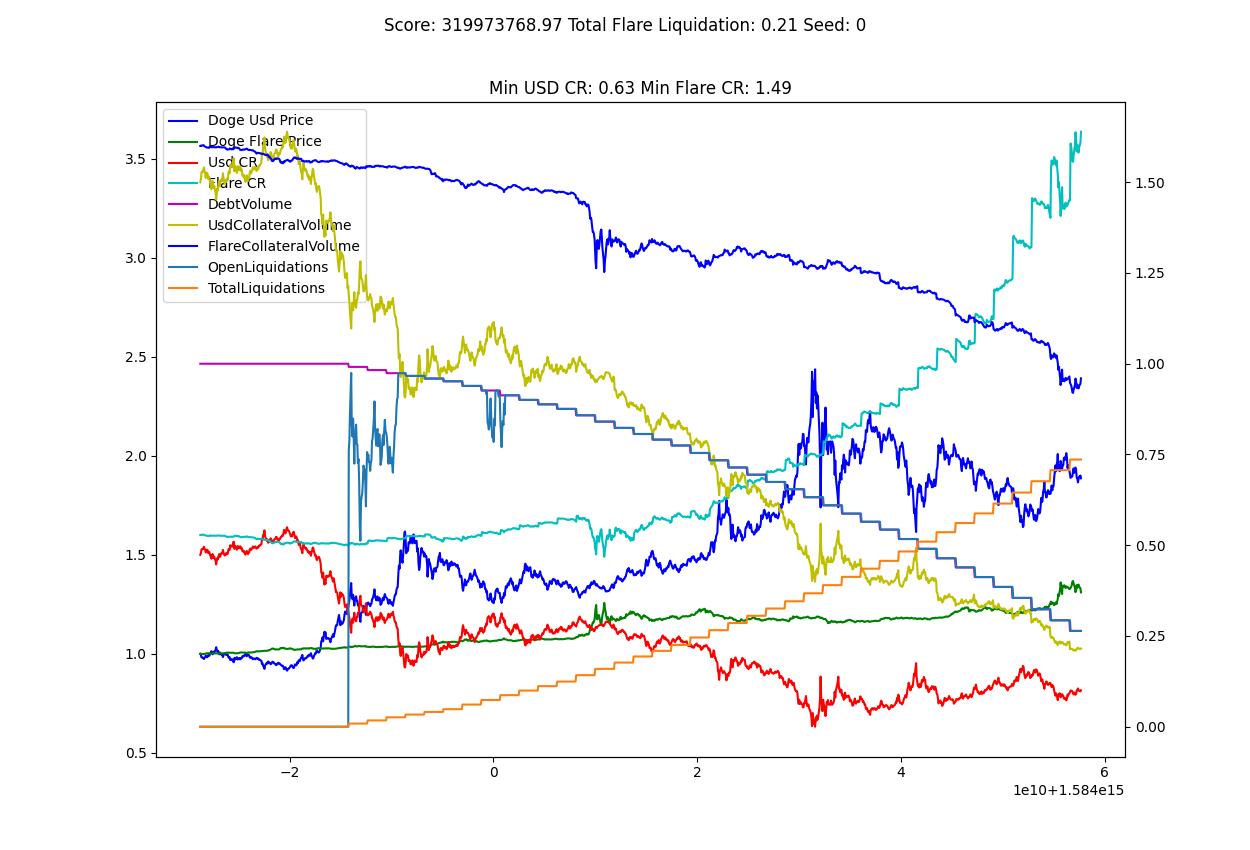 Score: 319973768.97 Total Flare Liquidation: 0.21 Seed: 0
Min USD CR: 0.63 Min Flare CR: 1.49
Doge Usd Price
Doge Flare Price
Usd CR
Flare CR
DebtVolume
UsdCollateralVolume
FlareCollateralVolume
OpenLiquidations
TotalLiquidations
3.5
3.0
2.5
2.0
1.5
1.0
0.5
1.50
1.25
1.00
0.75
0.50
0.25
0.00
−2 0 2 4 6
1e10+1.584e15